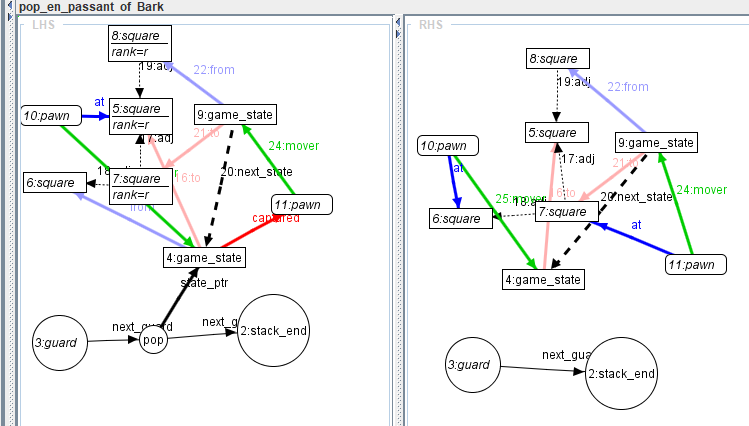 pop_en_passant of Bark
LHS
8:square
rank=r
19:adj
22:from
10:pawn
at
5:square
rank=r
9:game_state
17:adj
21:to
24:mover
6:square
7:square
rank=r
16:to
20:next_state
11:pawn
from
captured
4:game_state
state_ptr
next_guard
3:guard
pop
2:stack_end
RHS
8:square
19:adj
22:from
5:square
10:pawn
9:game_state
at
17:adj
21:to
24:mover
25:mover
16:to
20:next_state
6:square
7:square
at
11:pawn
4:game_state
3:guard
2:stack_end